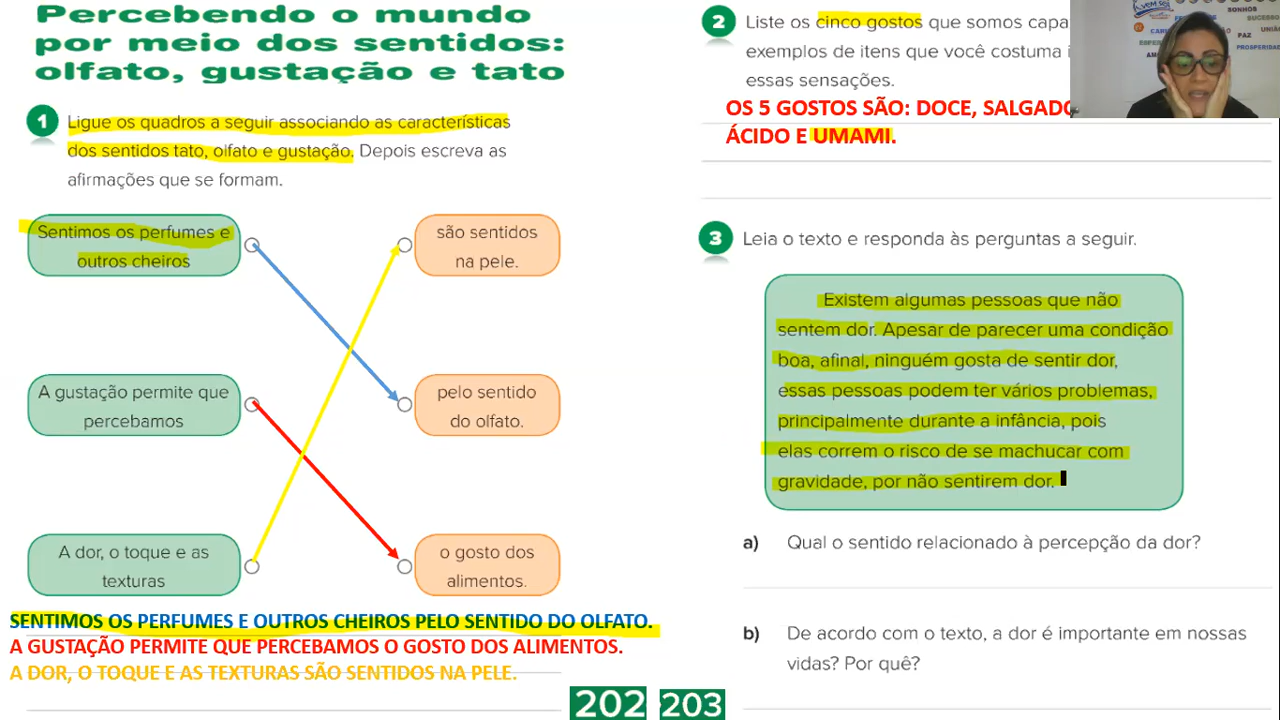 Percebendo o mundo
por meio dos sentidos:
olfato, gustação e tato
1 Ligue os quadros a seguir associando as características
dos sentidos tato, olfato e gustação. Depois escreva as
afirmações que se formam.
Sentimos os perfumes e
outros cheiros
são sentidos
na pele.
A gustação permite que
percebamos
pelo sentido
do olfato.
A dor, o toque e as
texturas
o gosto dos
alimentos.
SENTIMOS OS PERFUMES E OUTROS CHEIROS PELO SENTIDO DO OLFATO.
A GUSTAÇÃO PERMITE QUE PERCEBAMOS O GOSTO DOS ALIMENTOS.
A DOR, O TOQUE E AS TEXTURAS SÃO SENTIDOS NA PELE.
202 203
2 Liste os cinco gostos que somos capa
exemplos de itens que você costuma
essas sensações.
OS 5 GOSTOS SÃO: DOCE, SALGADO
ÁCIDO E UMAMI.
3 Leia o texto e responda às perguntas a seguir.
Existem algumas pessoas que não
sentem dor. Apesar de parecer uma condição
boa, afinal, ninguém gosta de sentir dor,
essas pessoas podem ter vários problemas,
principalmente durante a infância, pois
elas correm o risco de se machucar com
gravidade, por não sentirem dor.
a) Qual o sentido relacionado à percepção da dor?
b) De acordo com o texto, a dor é importante em nossas
vidas? Por quê?
SONHOS
SUCESSO
PAZ
PROSPERIDADE